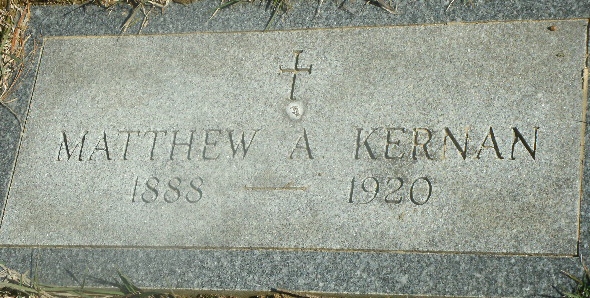 MATTHEW A. KERNAN
1888 — 1920